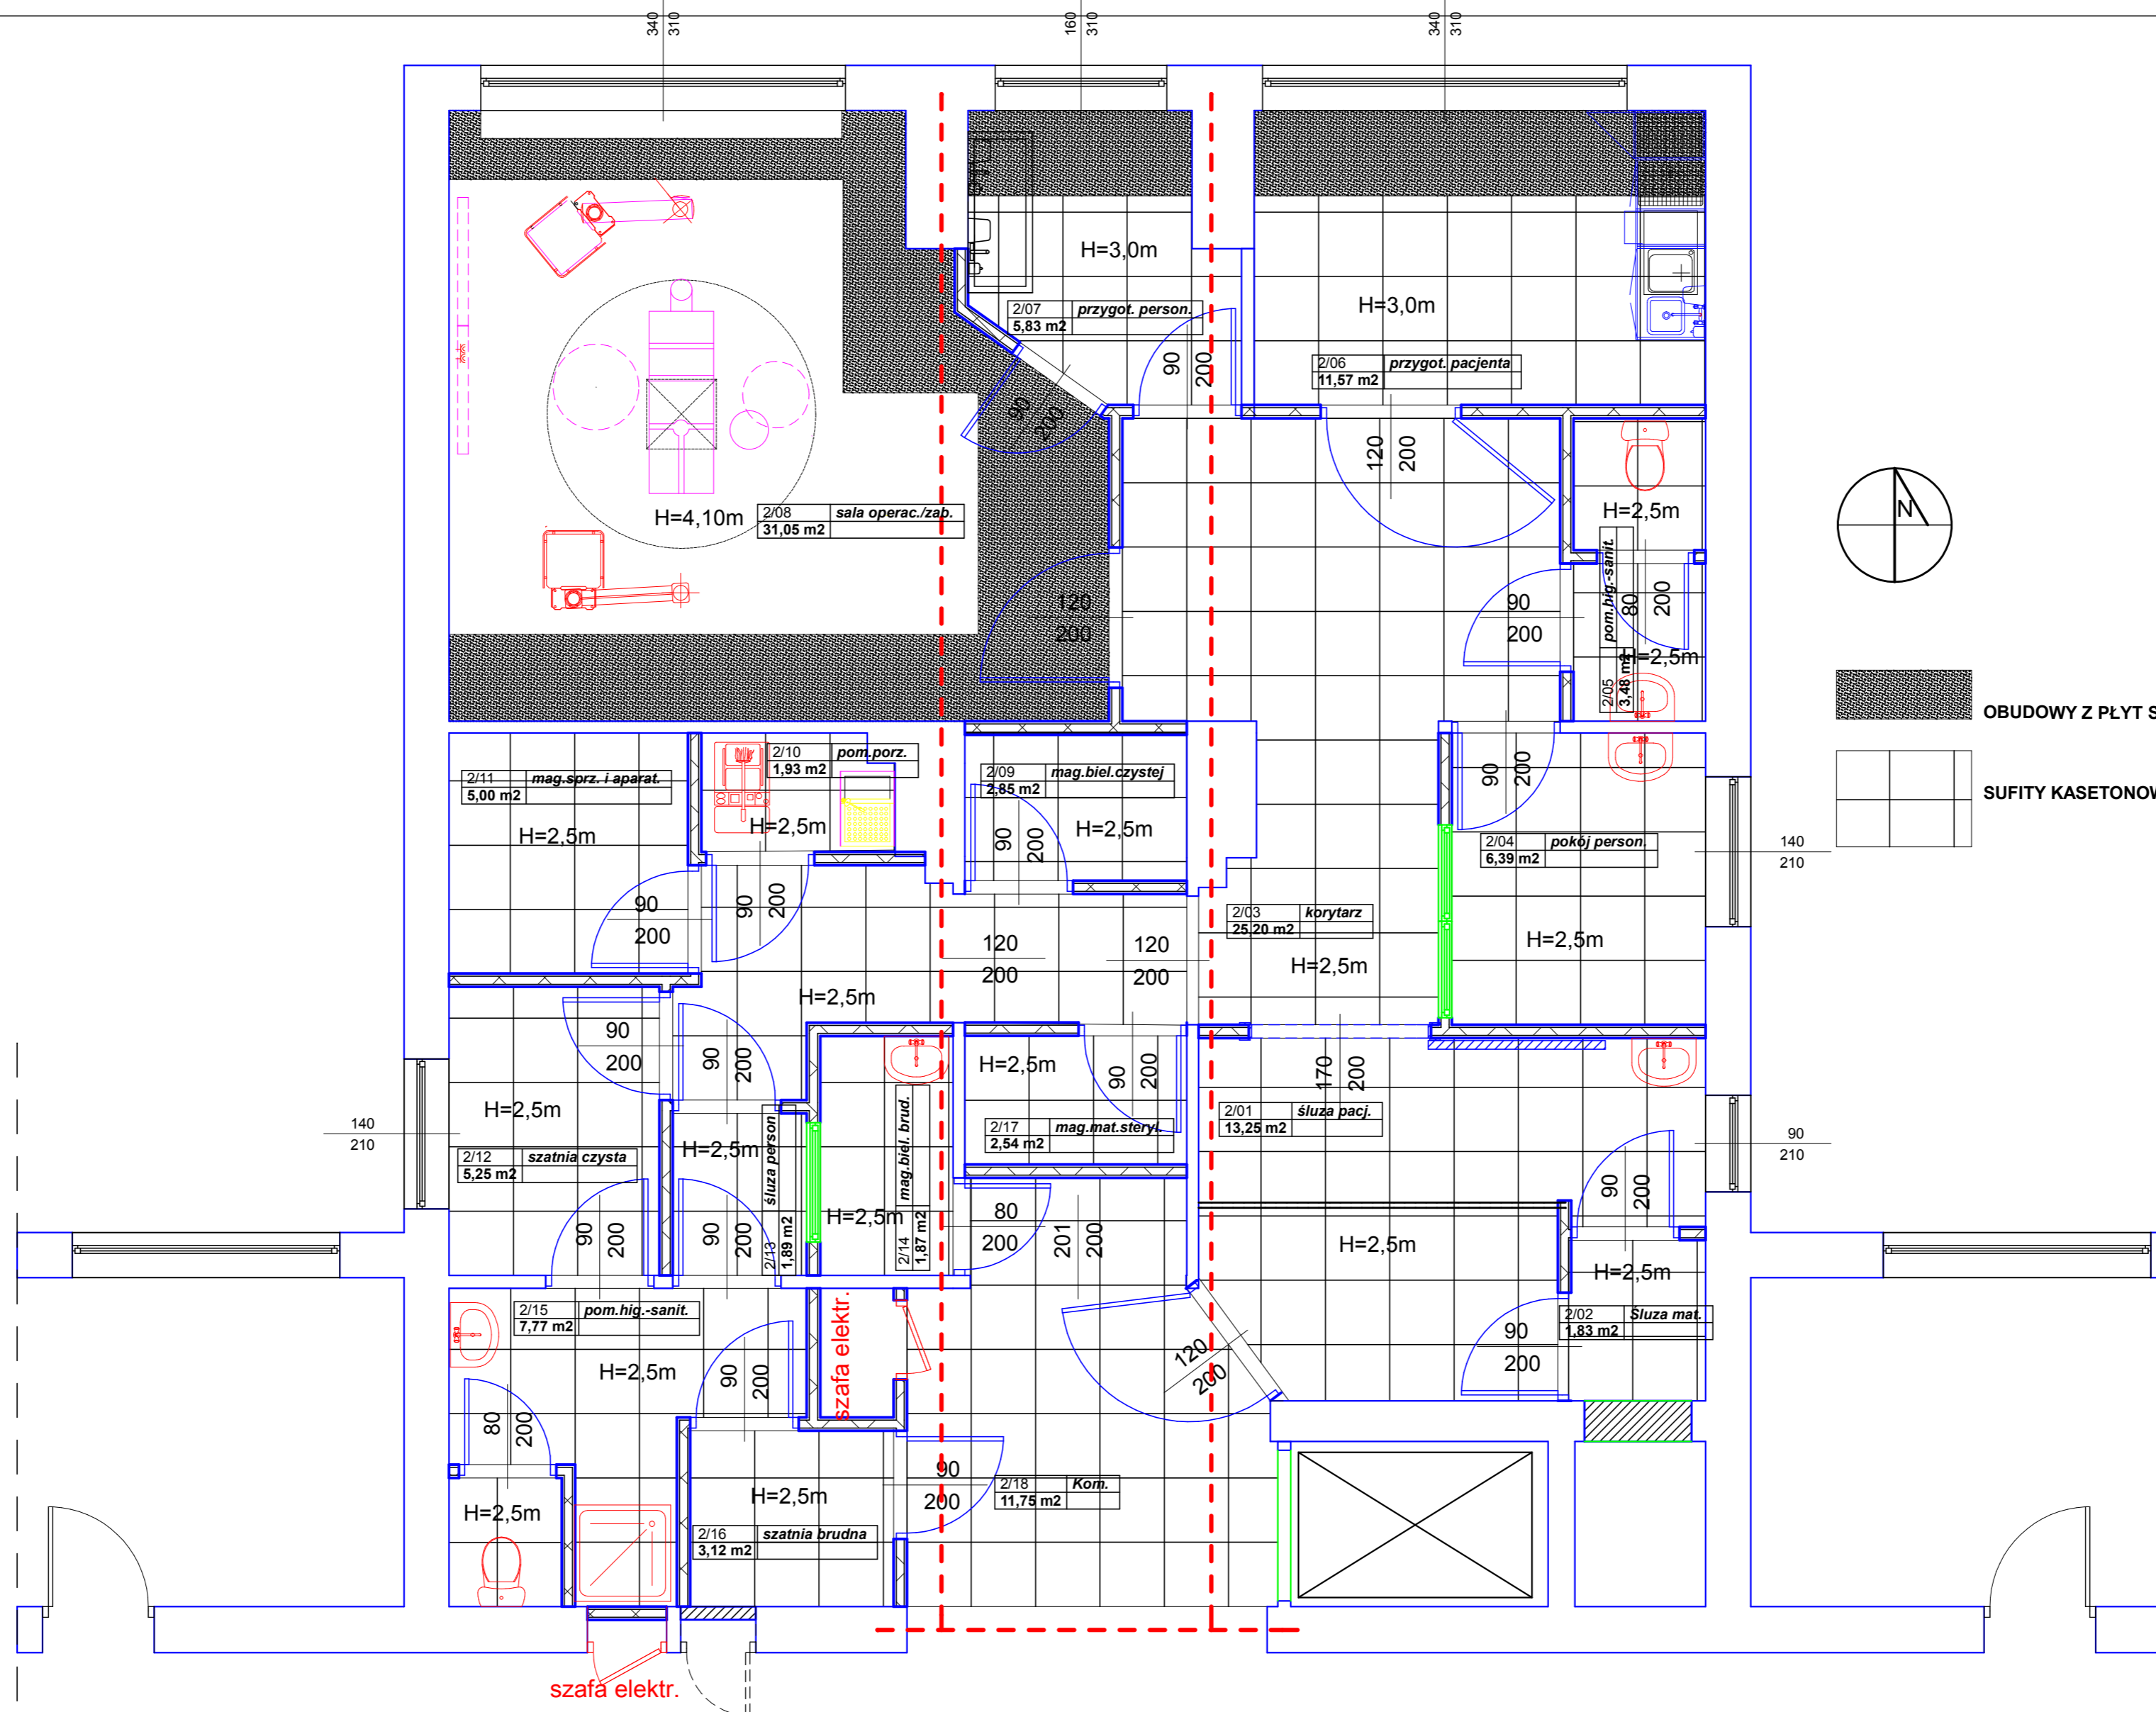 340
310
160
310
340
310
H=3,0m
2/07 przygot. person.
5,83 m2
90
200
H=3,0m
2/06 przygot. pacjenta
11,57 m2
90
200
120
200
H=4,10m
2/08 sala operac./zab.
31,05 m2
N
H=2,5m
2/05 pom.hig.-sanit.
3,48 m2
80
200
H=2,5m
120
200
90
200
OBUDOWY Z PŁYT S
SUFITY KASETONOW
2/11 mag.sprz. i aparat.
5,00 m2
H=2,5m
2/10 pom.porz.
1,93 m2
H=2,5m
2/09 mag.biel.czystej
2,85 m2
H=2,5m
90
200
90
200
2/04 pokój person.
6,39 m2
H=2,5m
140
210
90
200
90
200
2/03 korytarz
25,20 m2
H=2,5m
120
200
120
200
H=2,5m
90
200
90
200
H=2,5m
2/12 szatnia czysta
5,25 m2
140
210
H=2,5m
2/13 śluza person
1,89 m2
2/14 mag.biel. brud.
1,87 m2
H=2,5m
H=2,5m
90
200
2/17 mag.mat.steryl.
2,54 m2
170
200
2/01 śluza pacj.
13,25 m2
90
210
90
200
H=2,5m
90
200
90
200
80
200
201
200
H=2,5m
2/02 Śluza mat.
1,83 m2
90
200
2/15 pom.hig.-sanit.
7,77 m2
H=2,5m
90
200
szafa elektr.
120
200
80
200
H=2,5m
H=2,5m
2/16 szatnia brudna
3,12 m2
90
200
2/18 Kom.
11,75 m2
szafa elektr.